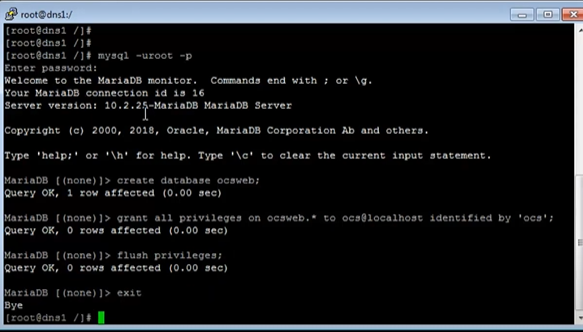 root@dns1:/
[root@dns1 /]#
[root@dns1 /]#
[root@dns1 /]# mysql -uroot -p
Enter password:
Welcome to the MariaDB monitor.  Commands end with ; or \g.
Your MariaDB connection id is 16
Server version: 10.2.25-MariaDB MariaDB Server
Copyright (c) 2000, 2018, Oracle, MariaDB Corporation Ab and others.
Type 'help;' or '\h' for help. Type '\c' to clear the current input statement.
MariaDB [(none)]> create database ocsweb;
Query OK, 1 row affected (0.00 sec)
MariaDB [(none)]> grant all privileges on ocsweb.* to ocs@localhost identified by 'ocs';
Query OK, 0 rows affected (0.00 sec)
MariaDB [(none)]> flush privileges;
Query OK, 0 rows affected (0.00 sec)
MariaDB [(none)]> exit
Bye
[root@dns1 /]#